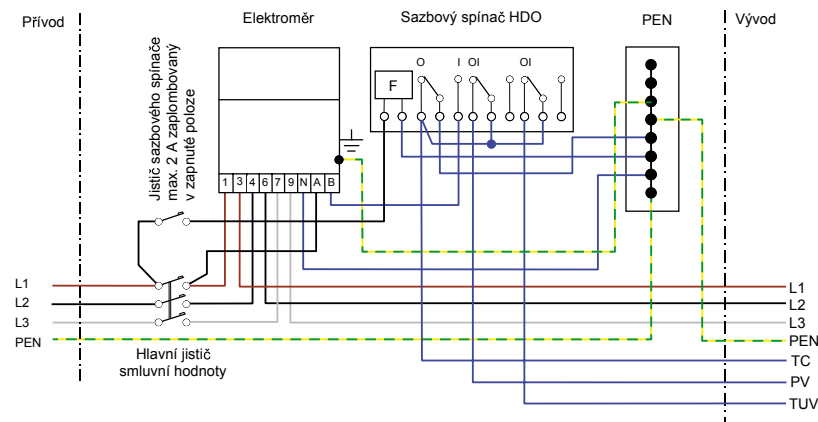 Přívod
Elektroměr
Sazbový spínač HDO
PEN
Vývod
Jistič sazbového spínače
max. 2 A zaplombovaný
v zapnuté poloze
F
O
I
OI
OI
1 3 4 6 7 9 N A B
L1
L2
L3
PEN
Hlavní jistič
smluvní hodnoty
L1
L2
L3
PEN
TC
PV
TUV